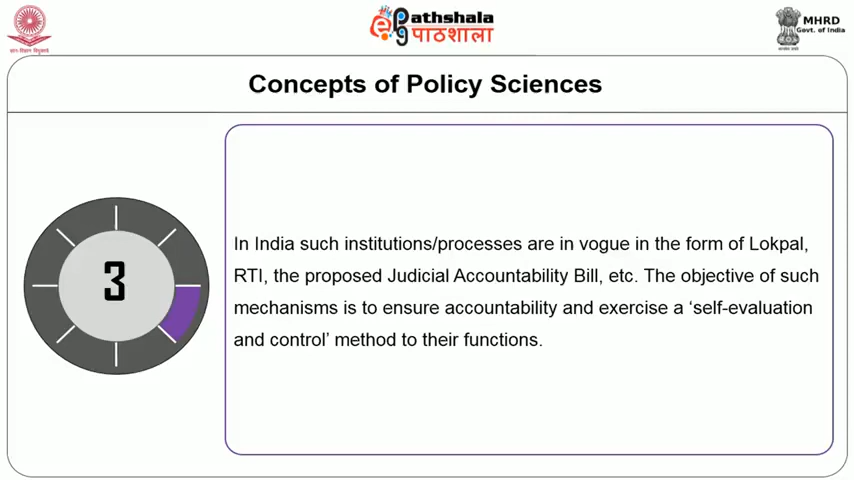 ePathshala
पाठशाला
MHRD
Govt. of India
Concepts of Policy Sciences
3
In India such institutions/processes are in vogue in the form of Lokpal,
RTI, the proposed Judicial Accountability Bill, etc. The objective of such
mechanisms is to ensure accountability and exercise a ‘self-evaluation
and control’ method to their functions.